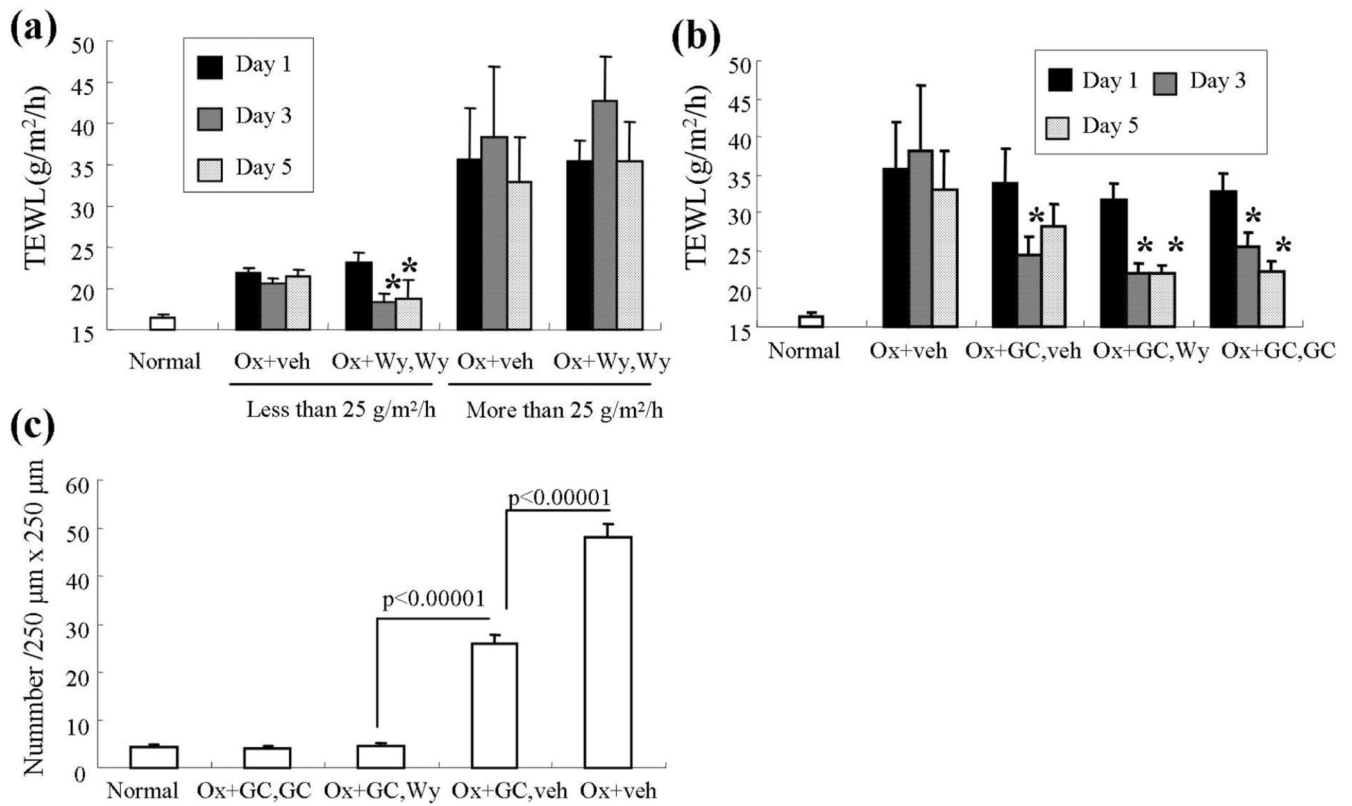 (a)
TEWL(g/m²/h)
50
45
40
35
30
25
20
15
Day 1
Day 3
Day 5
* *
Normal Ox+veh Ox+Wy,Wy Ox+veh Ox+Wy,Wy
Less than 25 g/m²/h More than 25 g/m²/h
(b)
TEWL(g/m²/h)
50
45
40
35
30
25
20
15
Day 1 Day 3
Day 5
* * * * *
Normal Ox+veh Ox+GC,veh Ox+GC,Wy Ox+GC,GC
(c)
Nummber /250 µm x 250 µm
60
50
40
30
20
10
0
p<0.00001
p<0.00001
Normal Ox+GC,GC Ox+GC,Wy Ox+GC,veh Ox+veh